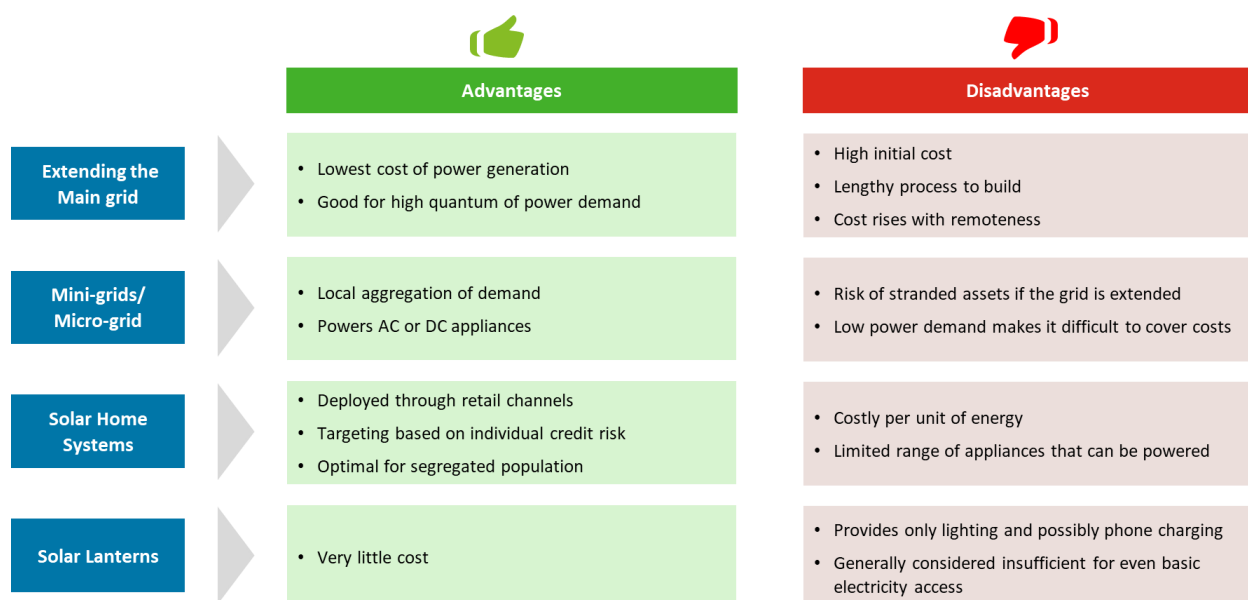 Advantages
Disadvantages
Extending the
Main grid
• Lowest cost of power generation
• Good for high quantum of power demand
• High initial cost
• Lengthy process to build
• Cost rises with remoteness
Mini-grids/
Micro-grid
• Local aggregation of demand
• Powers AC or DC appliances
• Risk of stranded assets if the grid is extended
• Low power demand makes it difficult to cover costs
Solar Home
Systems
• Deployed through retail channels
• Targeting based on individual credit risk
• Optimal for segregated population
• Costly per unit of energy
• Limited range of appliances that can be powered
Solar Lanterns
• Very little cost
• Provides only lighting and possibly phone charging
• Generally considered insufficient for even basic
electricity access